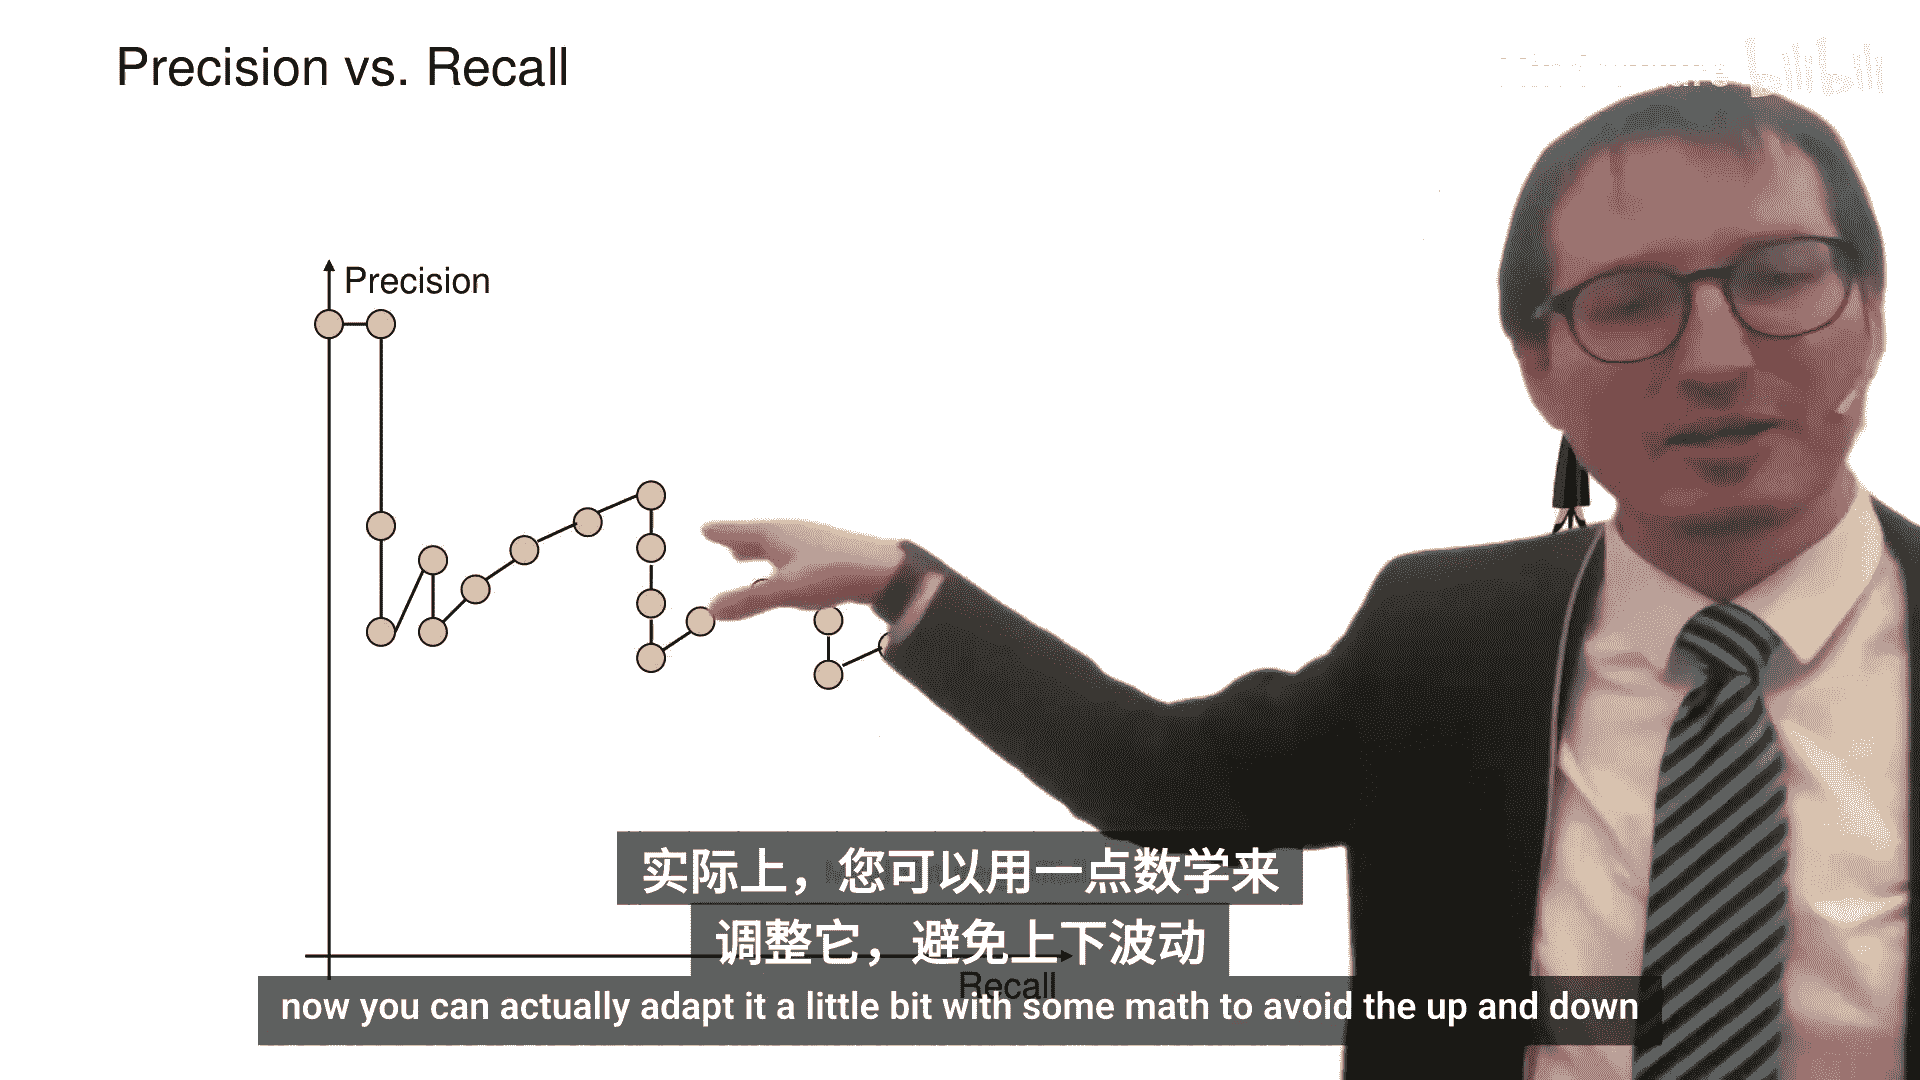 Precision vs. Recall
bilibili
Precision
实际上，您可以用一点数学来
调整它，避免上下波动
Recall
now you can actually adapt it a little bit with some math to avoid the up and down